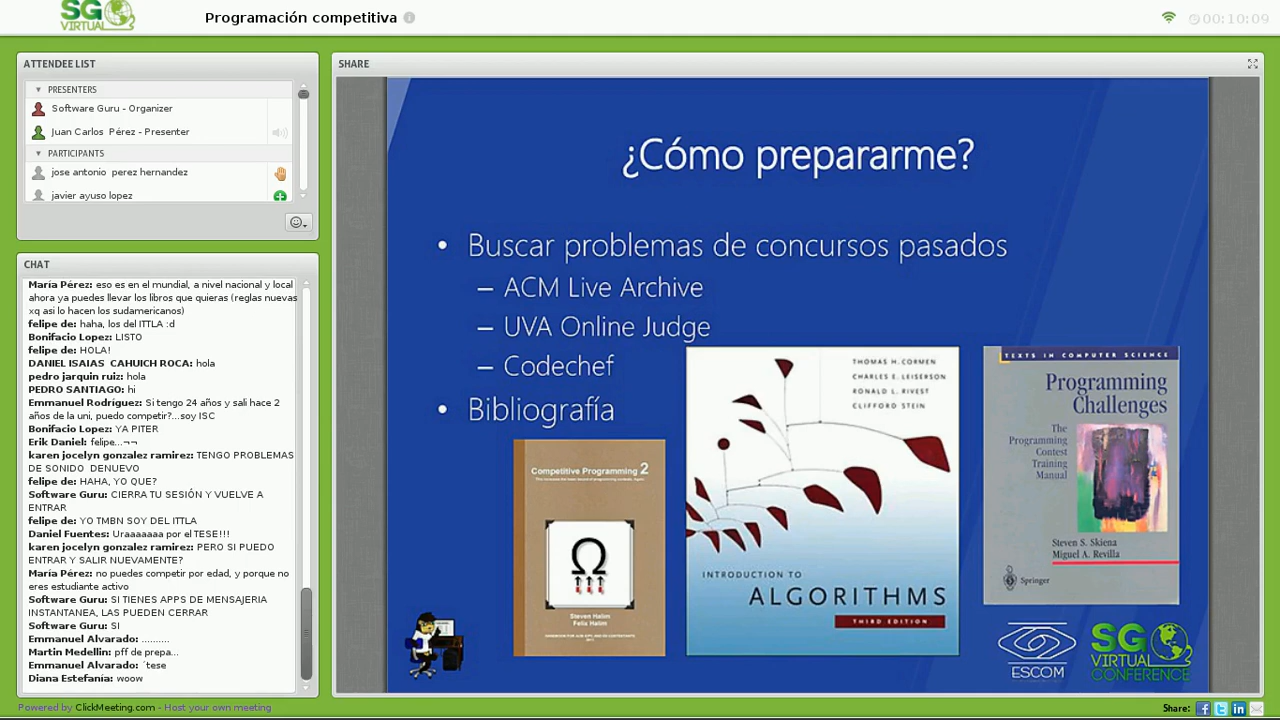 SG
VIRTUAL
Programación competitiva
00:10:09
ATTENDEE LIST
PRESENTERS
Software Guru - Organizer
Juan Carlos Pérez - Presenter
PARTICIPANTS
jose antonio perez hernandez
javier ayuso lopez
CHAT
María Pérez: eso es en el mundial, a nivel nacional y local
ahora ya puedes llevar los libros que quieras (reglas nuevas
xq asi lo hacen los sudamericanos)
felipe de: haha, los del ITTLA :d
Bonifacio Lopez: LISTO
felipe de: HOLA!
DANIEL ISAIAS CAHUICH ROCA: hola
pedro jarquin ruiz: hola
PEDRO SANTIAGO: hi
Emmanuel Rodríguez: Si tengo 24 años y sali hace 2
años de la uni, puedo competir?...soy ISC
Bonifacio Lopez: YA PITER
Erik Daniel: felipe...¬¬
karen jocelyn gonzalez ramirez: TENGO PROBLEMAS
DE SONIDO DENUEVO
felipe de: HAHA, YO QUE?
Software Guru: CIERRA TU SESIÓN Y VUELVE A
ENTRAR
felipe de: YO TMBN SOY DEL ITTLA
Daniel Fuentes: Uraaaaaaa por el TESE!!!
karen jocelyn gonzalez ramirez: PERO SI PUEDO
ENTRAR Y SALIR NUEVAMENTE?
María Pérez: no puedes competir por edad, y porque no
eres estudiante activo
Software Guru: SI TIENES APPS DE MENSAJERIA
INSTANTANEA, LAS PUEDEN CERRAR
Software Guru: SI
Emmanuel Alvarado: ..........
Martin Medellin: pff de prepa...
Emmanuel Alvarado: ´tese
Diana Estefanía: woow
SHARE
¿Cómo prepararme?
• Buscar problemas de concursos pasados
– ACM Live Archive
– UVA Online Judge
– Codechef
• Bibliografía
Competitive Programming 2
Steven Halim
Felix Halim
THOMAS H. CORMEN
CHARLES E. LEISERSON
RONALD L. RIVEST
CLIFFORD STEIN
INTRODUCTION TO
ALGORITHMS
THIRD EDITION
TEXTS IN COMPUTER SCIENCE
Programming
Challenges
The
Programming
Contest
Training
Manual
Steven S. Skiena
Miguel A. Revilla
Springer
ESCOM
SG
VIRTUAL
CONFERENCE
Powered by ClickMeeting.com - Host your own meeting
Share: